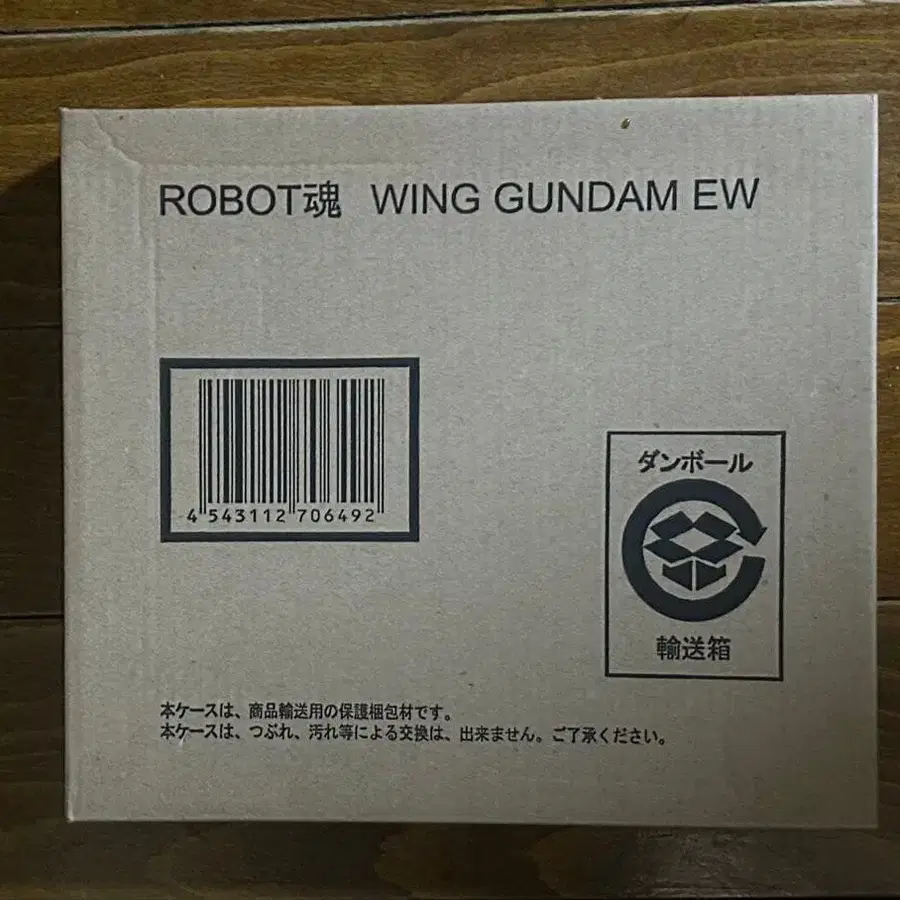 ROBOT魂 WING GUNDAM EW
4 543112 706492
ダンボール
輸送箱
本ケースは、商品輸送用の保護梱包材です。
本ケースは、つぶれ、汚れ等による交換は、出来ません。ご了承ください。